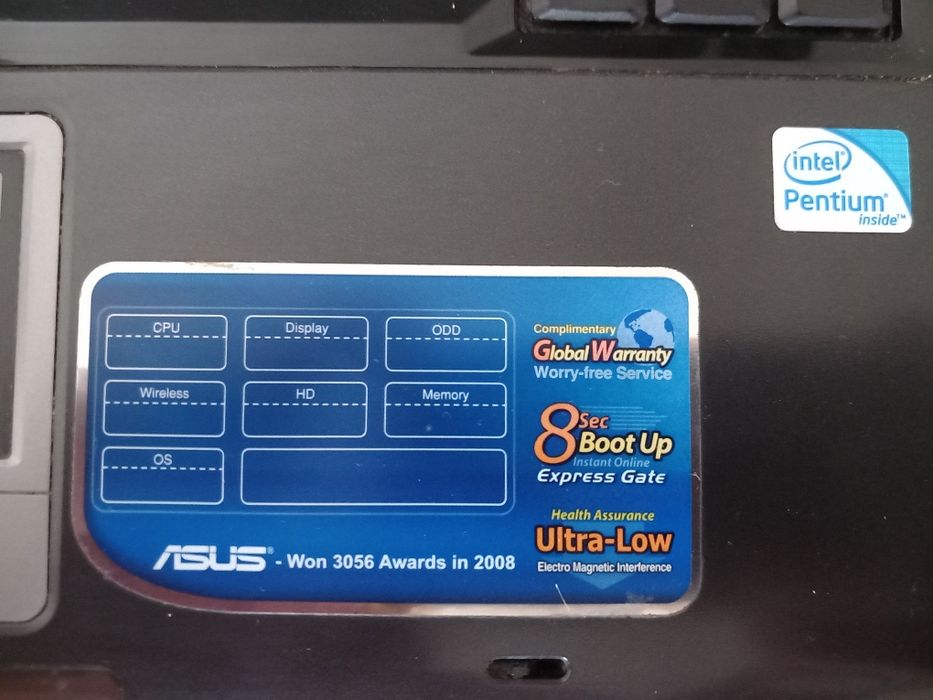 intel®
Pentium®
inside™
CPU
Display
ODD
Wireless
HD
Memory
OS
Complimentary
Global Warranty
Worry-free Service
8 Sec
Boot Up
Instant Online
Express Gate
Health Assurance
Ultra-Low
Electro Magnetic Interference
ASUS® - Won 3056 Awards in 2008